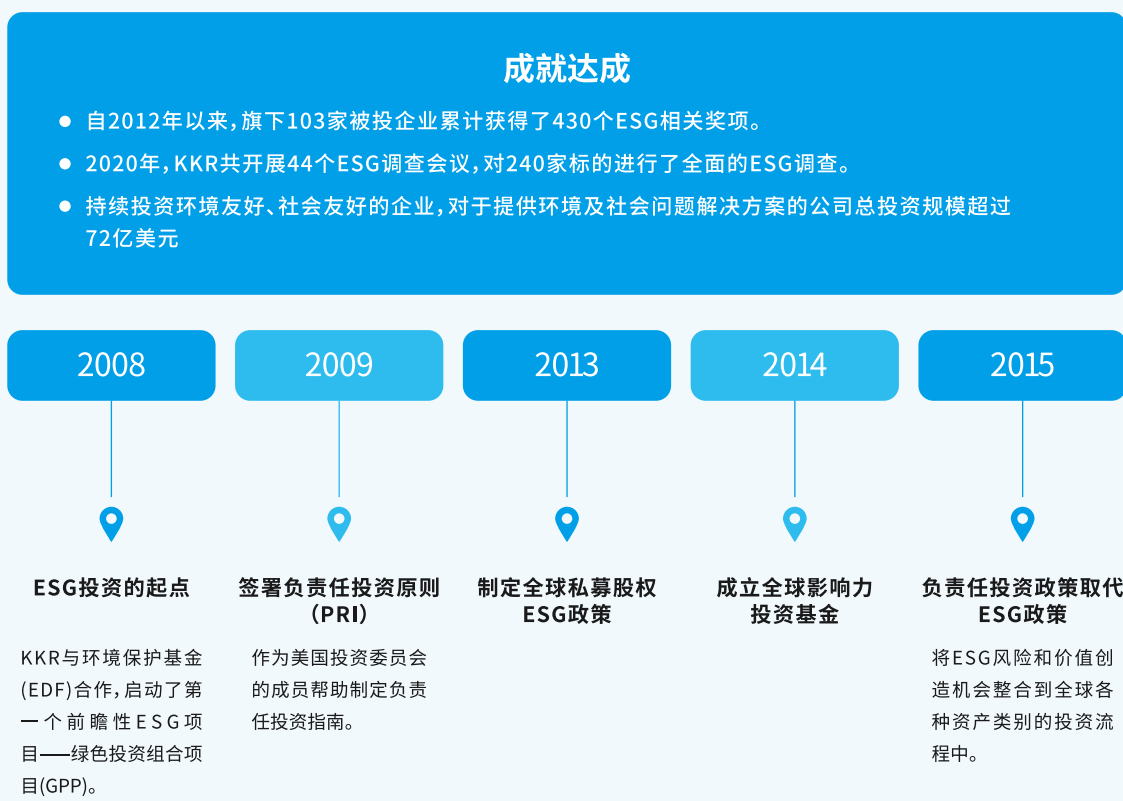 成就达成
● 自2012年以来，旗下103家被投企业累计获得了430个ESG相关奖项。
● 2020年，KKR共开展44个ESG调查会议，对240家标的进行了全面的ESG调查。
● 持续投资环境友好、社会友好的企业，对于提供环境及社会问题解决方案的公司总投资规模超过
72亿美元
2008
2009
2013
2014
2015
ESG投资的起点
KKR与环境保护基金
(EDF)合作，启动了第
一个前瞻性ESG项
目——绿色投资组合项
目(GPP)。
签署负责任投资原则
（PRI）
作为美国投资委员会
的成员帮助制定负责
任投资指南。
制定全球私募股权
ESG政策
成立全球影响力
投资基金
负责任投资政策取代
ESG政策
将ESG风险和价值创
造机会整合到全球各
种资产类别的投资流
程中。